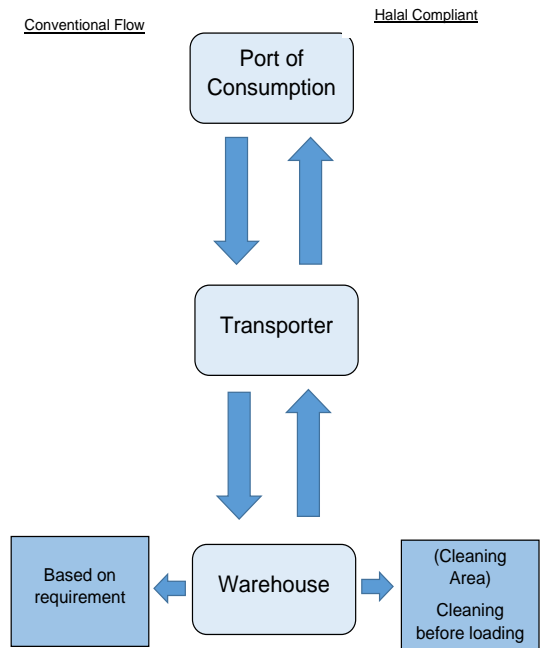 Conventional Flow
Halal Compliant
Port of
Consumption
Transporter
Based on
requirement
Warehouse
(Cleaning
Area)
Cleaning
before loading